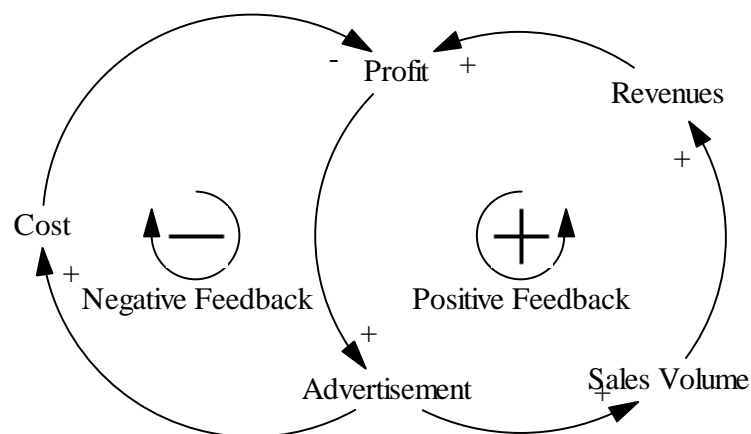 - Profit +
Revenues
+
Cost
+
Negative Feedback
Positive Feedback
+
Advertisement
Sales Volume
+